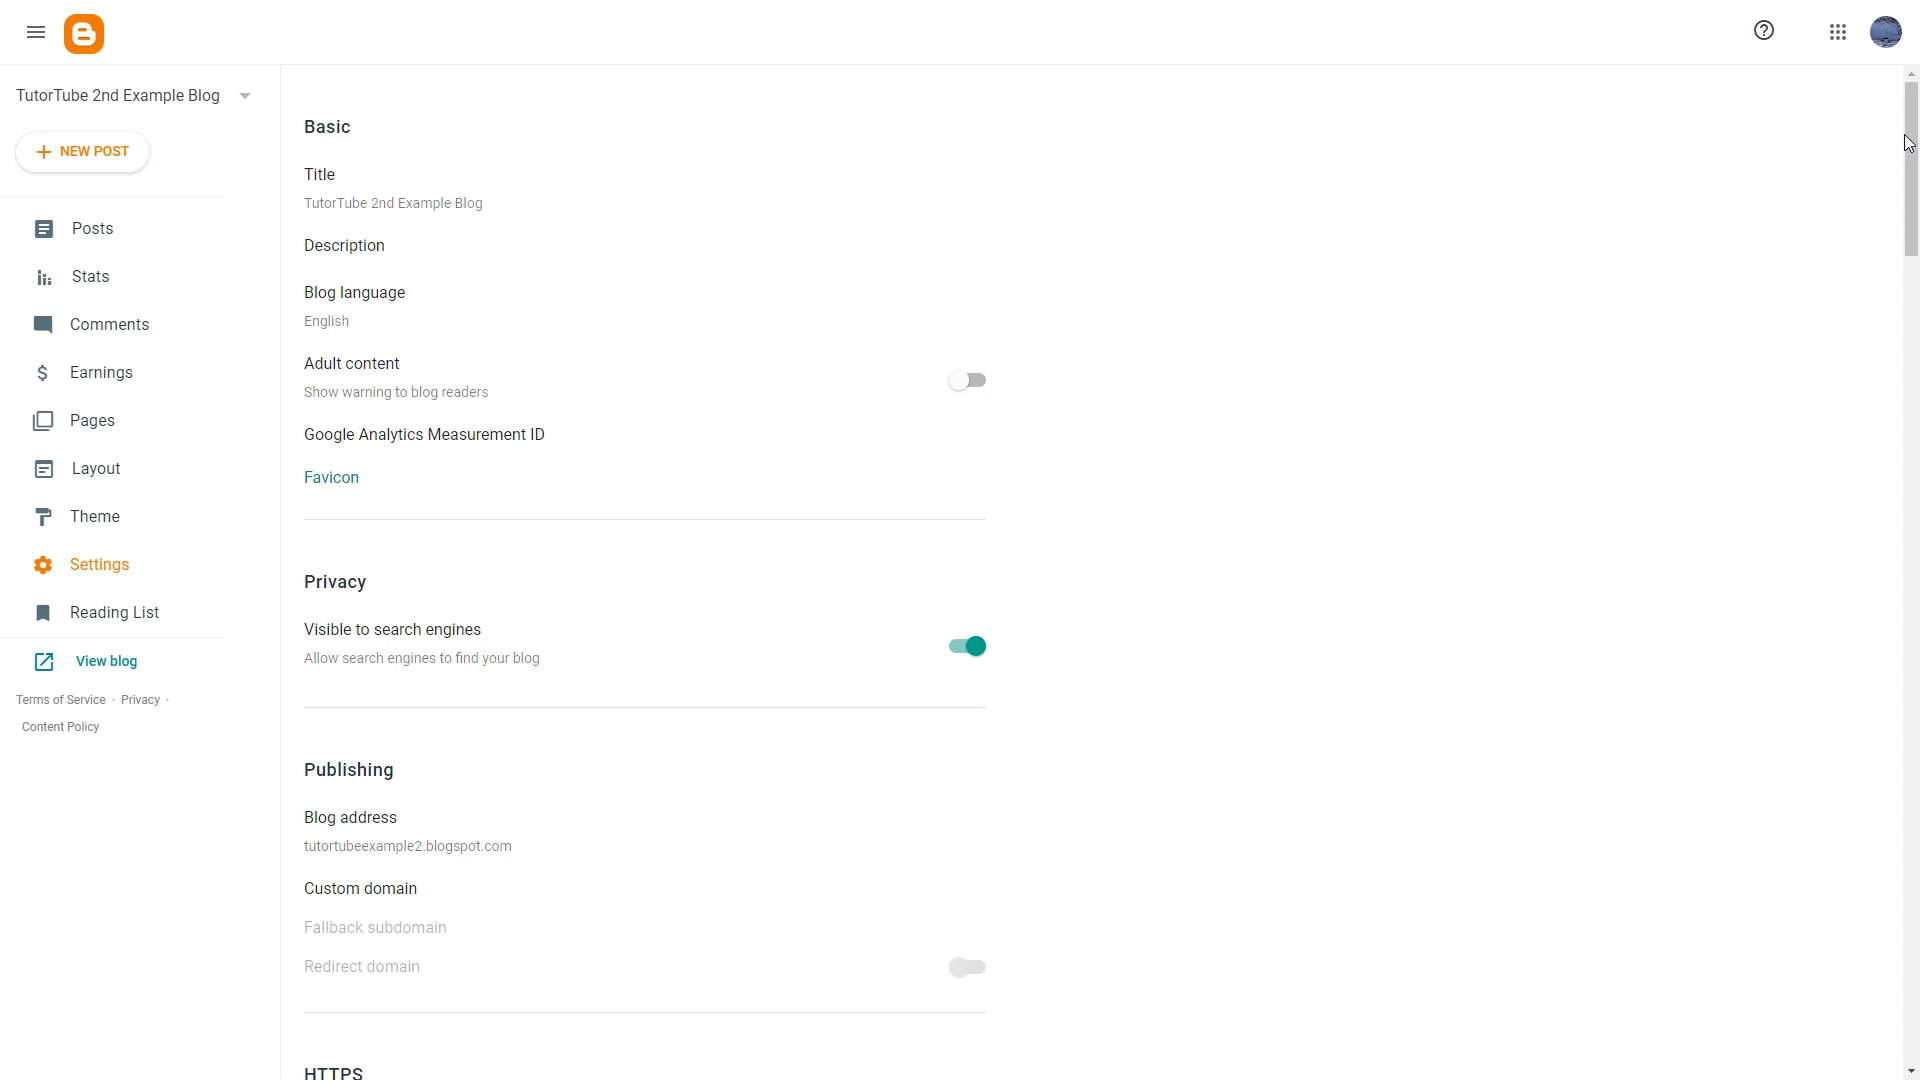 TutorTube 2nd Example Blog
NEW POST
Posts
Stats
Comments
Earnings
Pages
Layout
Theme
Settings
Reading List
View blog
Terms of Service · Privacy ·
Content Policy
Basic
Title
TutorTube 2nd Example Blog
Description
Blog language
English
Adult content
Show warning to blog readers
Google Analytics Measurement ID
Favicon
Privacy
Visible to search engines
Allow search engines to find your blog
Publishing
Blog address
tutortubeexample2.blogspot.com
Custom domain
Fallback subdomain
Redirect domain
HTTPS